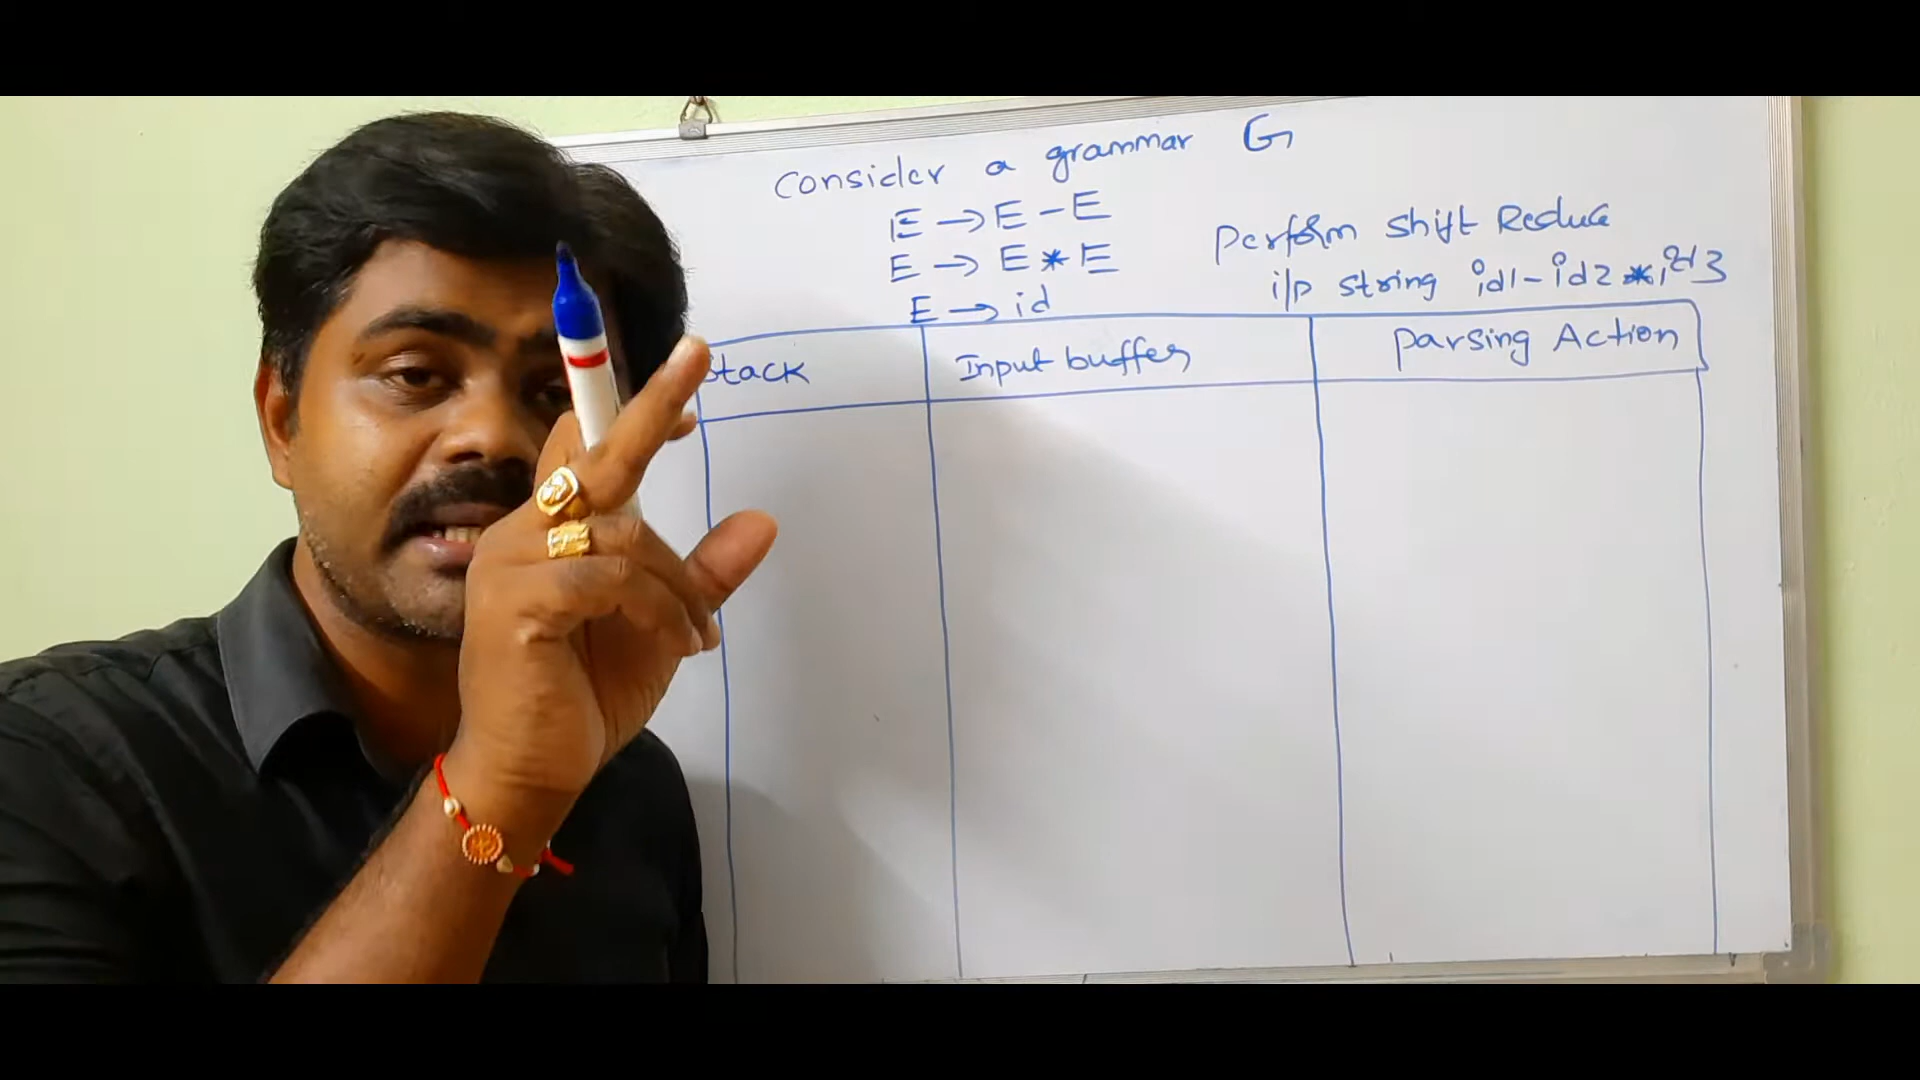 Consider a grammar G
E → E - E
E → E * E
E → id
Perform Shift Reduce
i/p string id1 - id2 * id3
Stack
Input buffer
Parsing Action